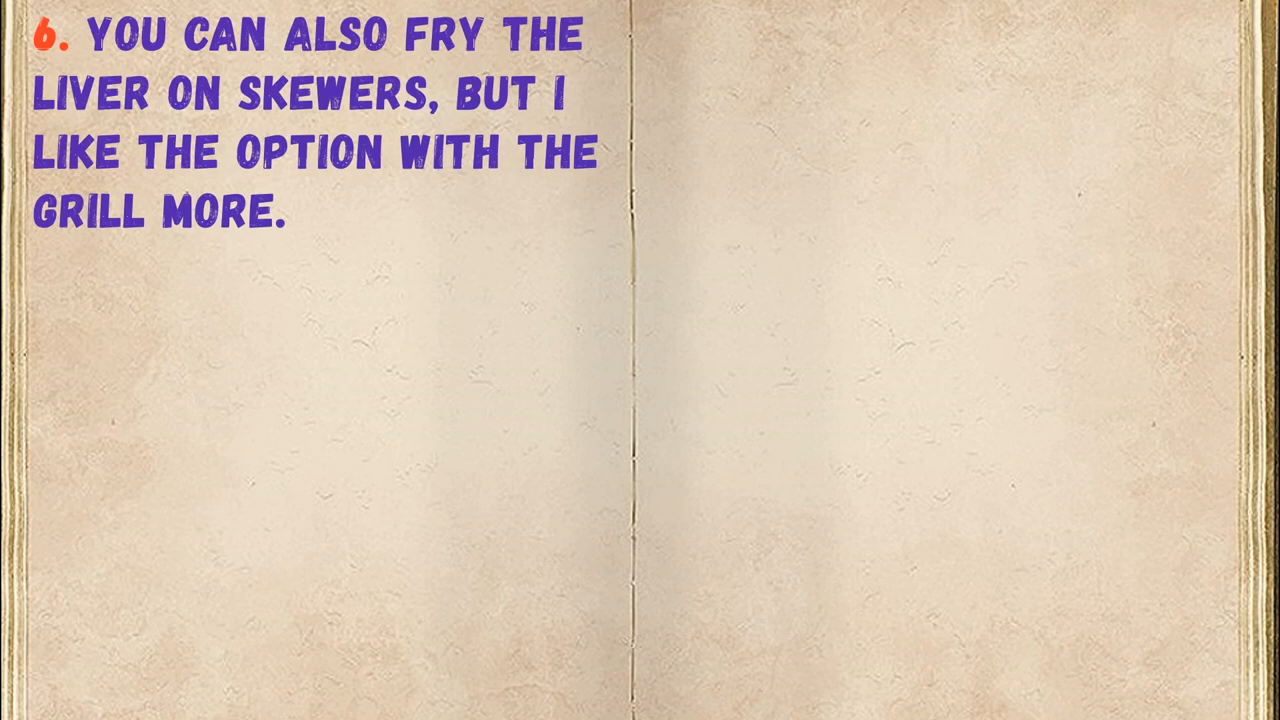 6. YOU CAN ALSO FRY THE
LIVER ON SKEWERS, BUT I
LIKE THE OPTION WITH THE
GRILL MORE.